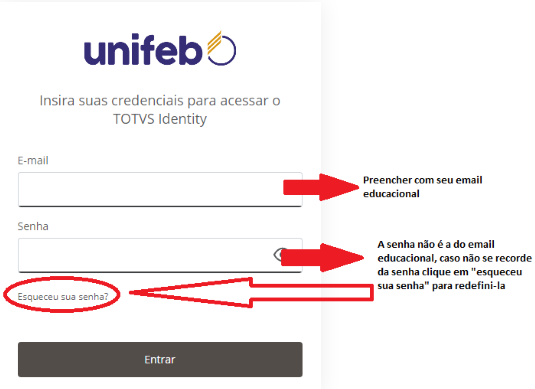 unifeb
Insira suas credenciais para acessar o
TOTVS Identity
E-mail
Preencher com seu email
educacional
Senha
A senha não é a do email
educacional, caso não se recorde
da senha clique em "esqueceu
sua senha" para redefini-la
Esqueceu sua senha?
Entrar